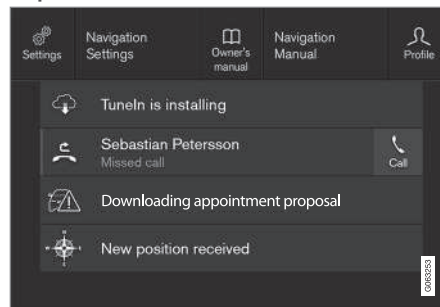 Settings
Navigation
Settings
Owner's
manual
Navigation
Manual
Profile
TuneIn is installing
Sebastian Petersson
Missed call
Call
Downloading appointment proposal
New position received
G063253